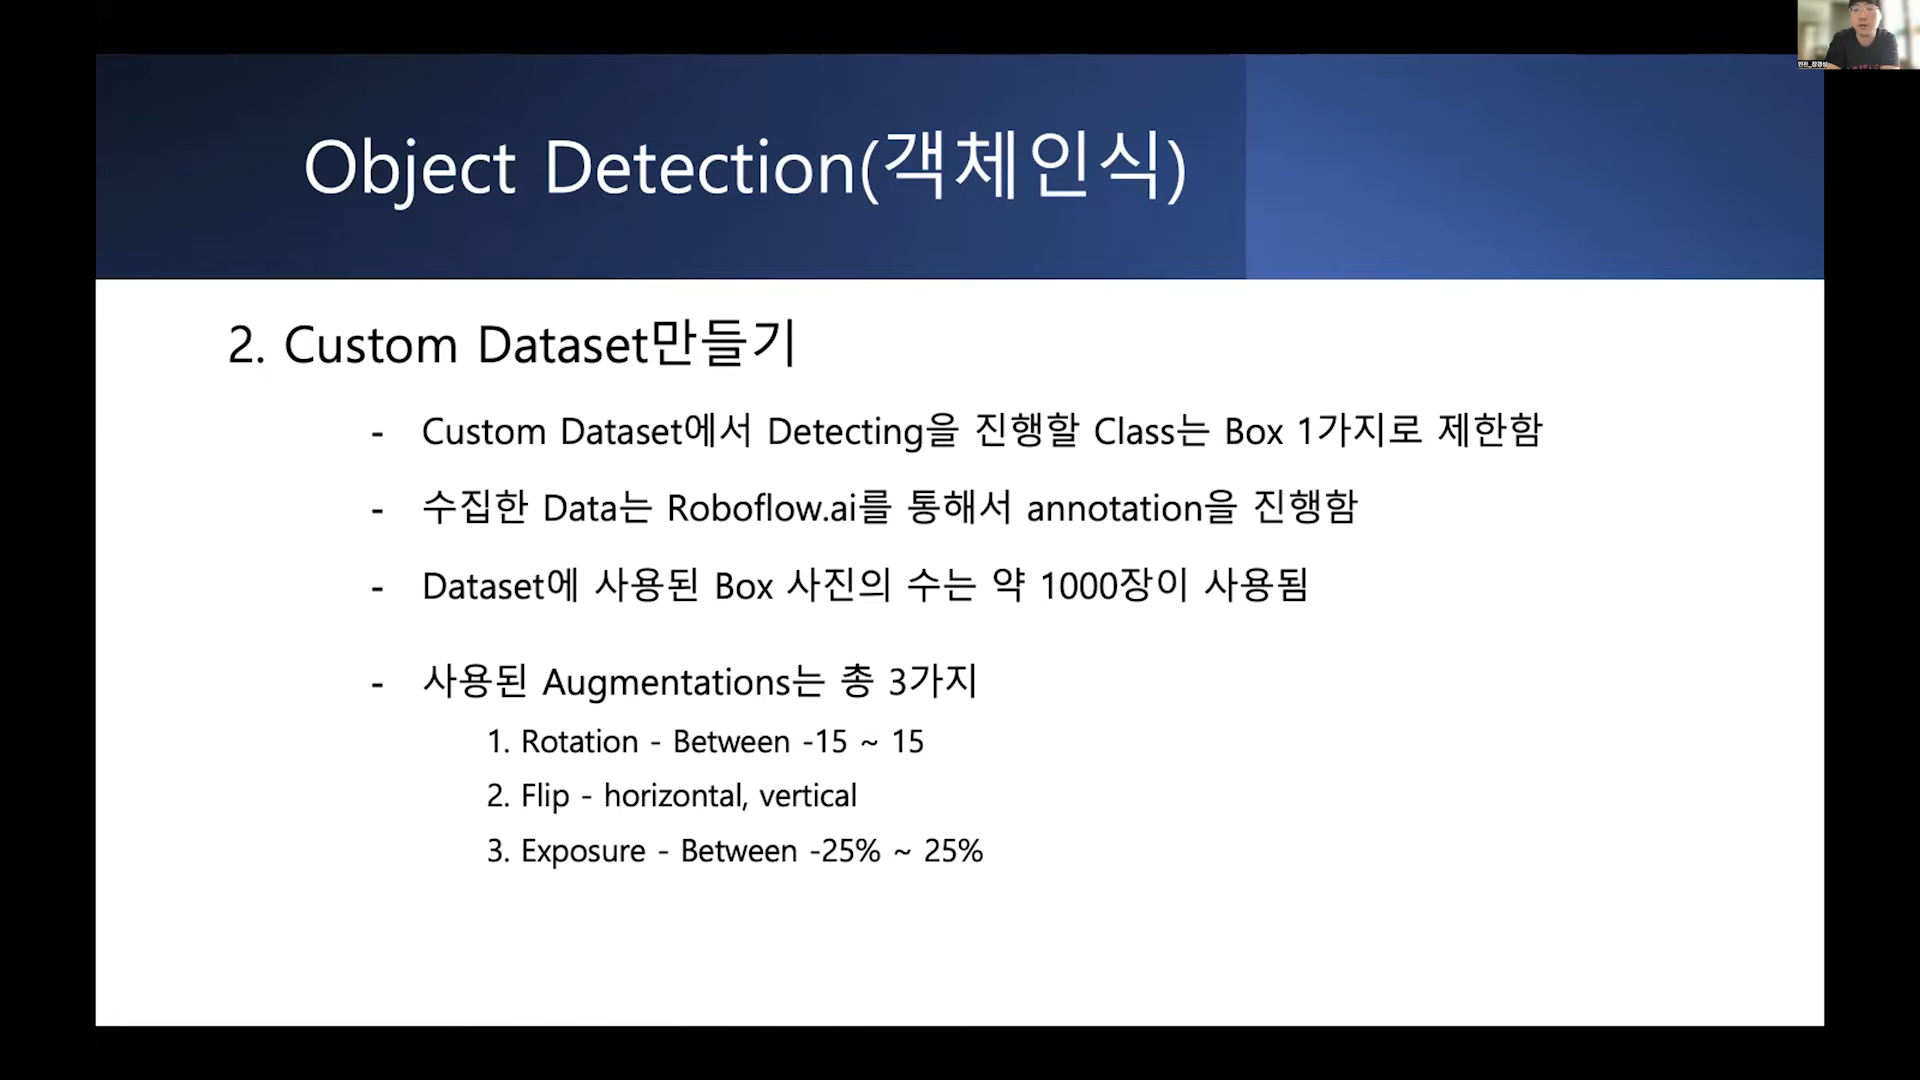 Object Detection(객체인식)
2. Custom Dataset만들기
- Custom Dataset에서 Detecting을 진행할 Class는 Box 1가지로 제한함
- 수집한 Data는 Roboflow.ai를 통해서 annotation을 진행함
- Dataset에 사용된 Box 사진의 수는 약 1000장이 사용됨
- 사용된 Augmentations는 총 3가지
1. Rotation - Between -15 ~ 15
2. Flip - horizontal, vertical
3. Exposure - Between -25% ~ 25%